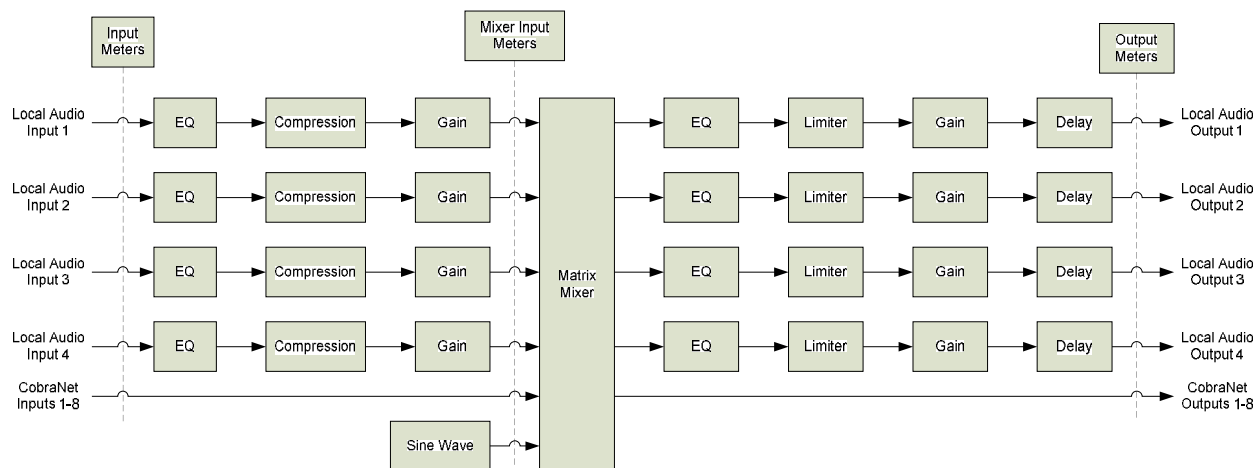 Input
Meters
Mixer Input
Meters
Output
Meters
Local Audio
Input 1
EQ
Compression
Gain
EQ
Limiter
Gain
Delay
Local Audio
Output 1
Local Audio
Input 2
EQ
Compression
Gain
EQ
Limiter
Gain
Delay
Local Audio
Output 2
Local Audio
Input 3
EQ
Compression
Gain
Matrix
Mixer
EQ
Limiter
Gain
Delay
Local Audio
Output 3
Local Audio
Input 4
EQ
Compression
Gain
EQ
Limiter
Gain
Delay
Local Audio
Output 4
CobraNet
Inputs 1-8
CobraNet
Outputs 1-8
Sine Wave